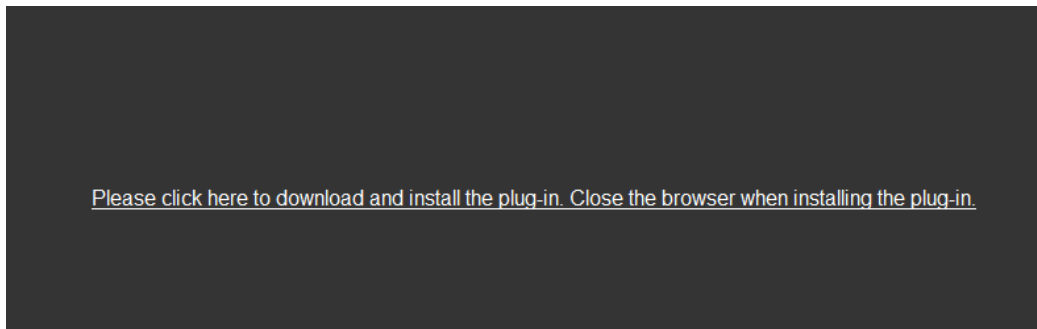 Please click here to download and install the plug-in. Close the browser when installing the plug-in.